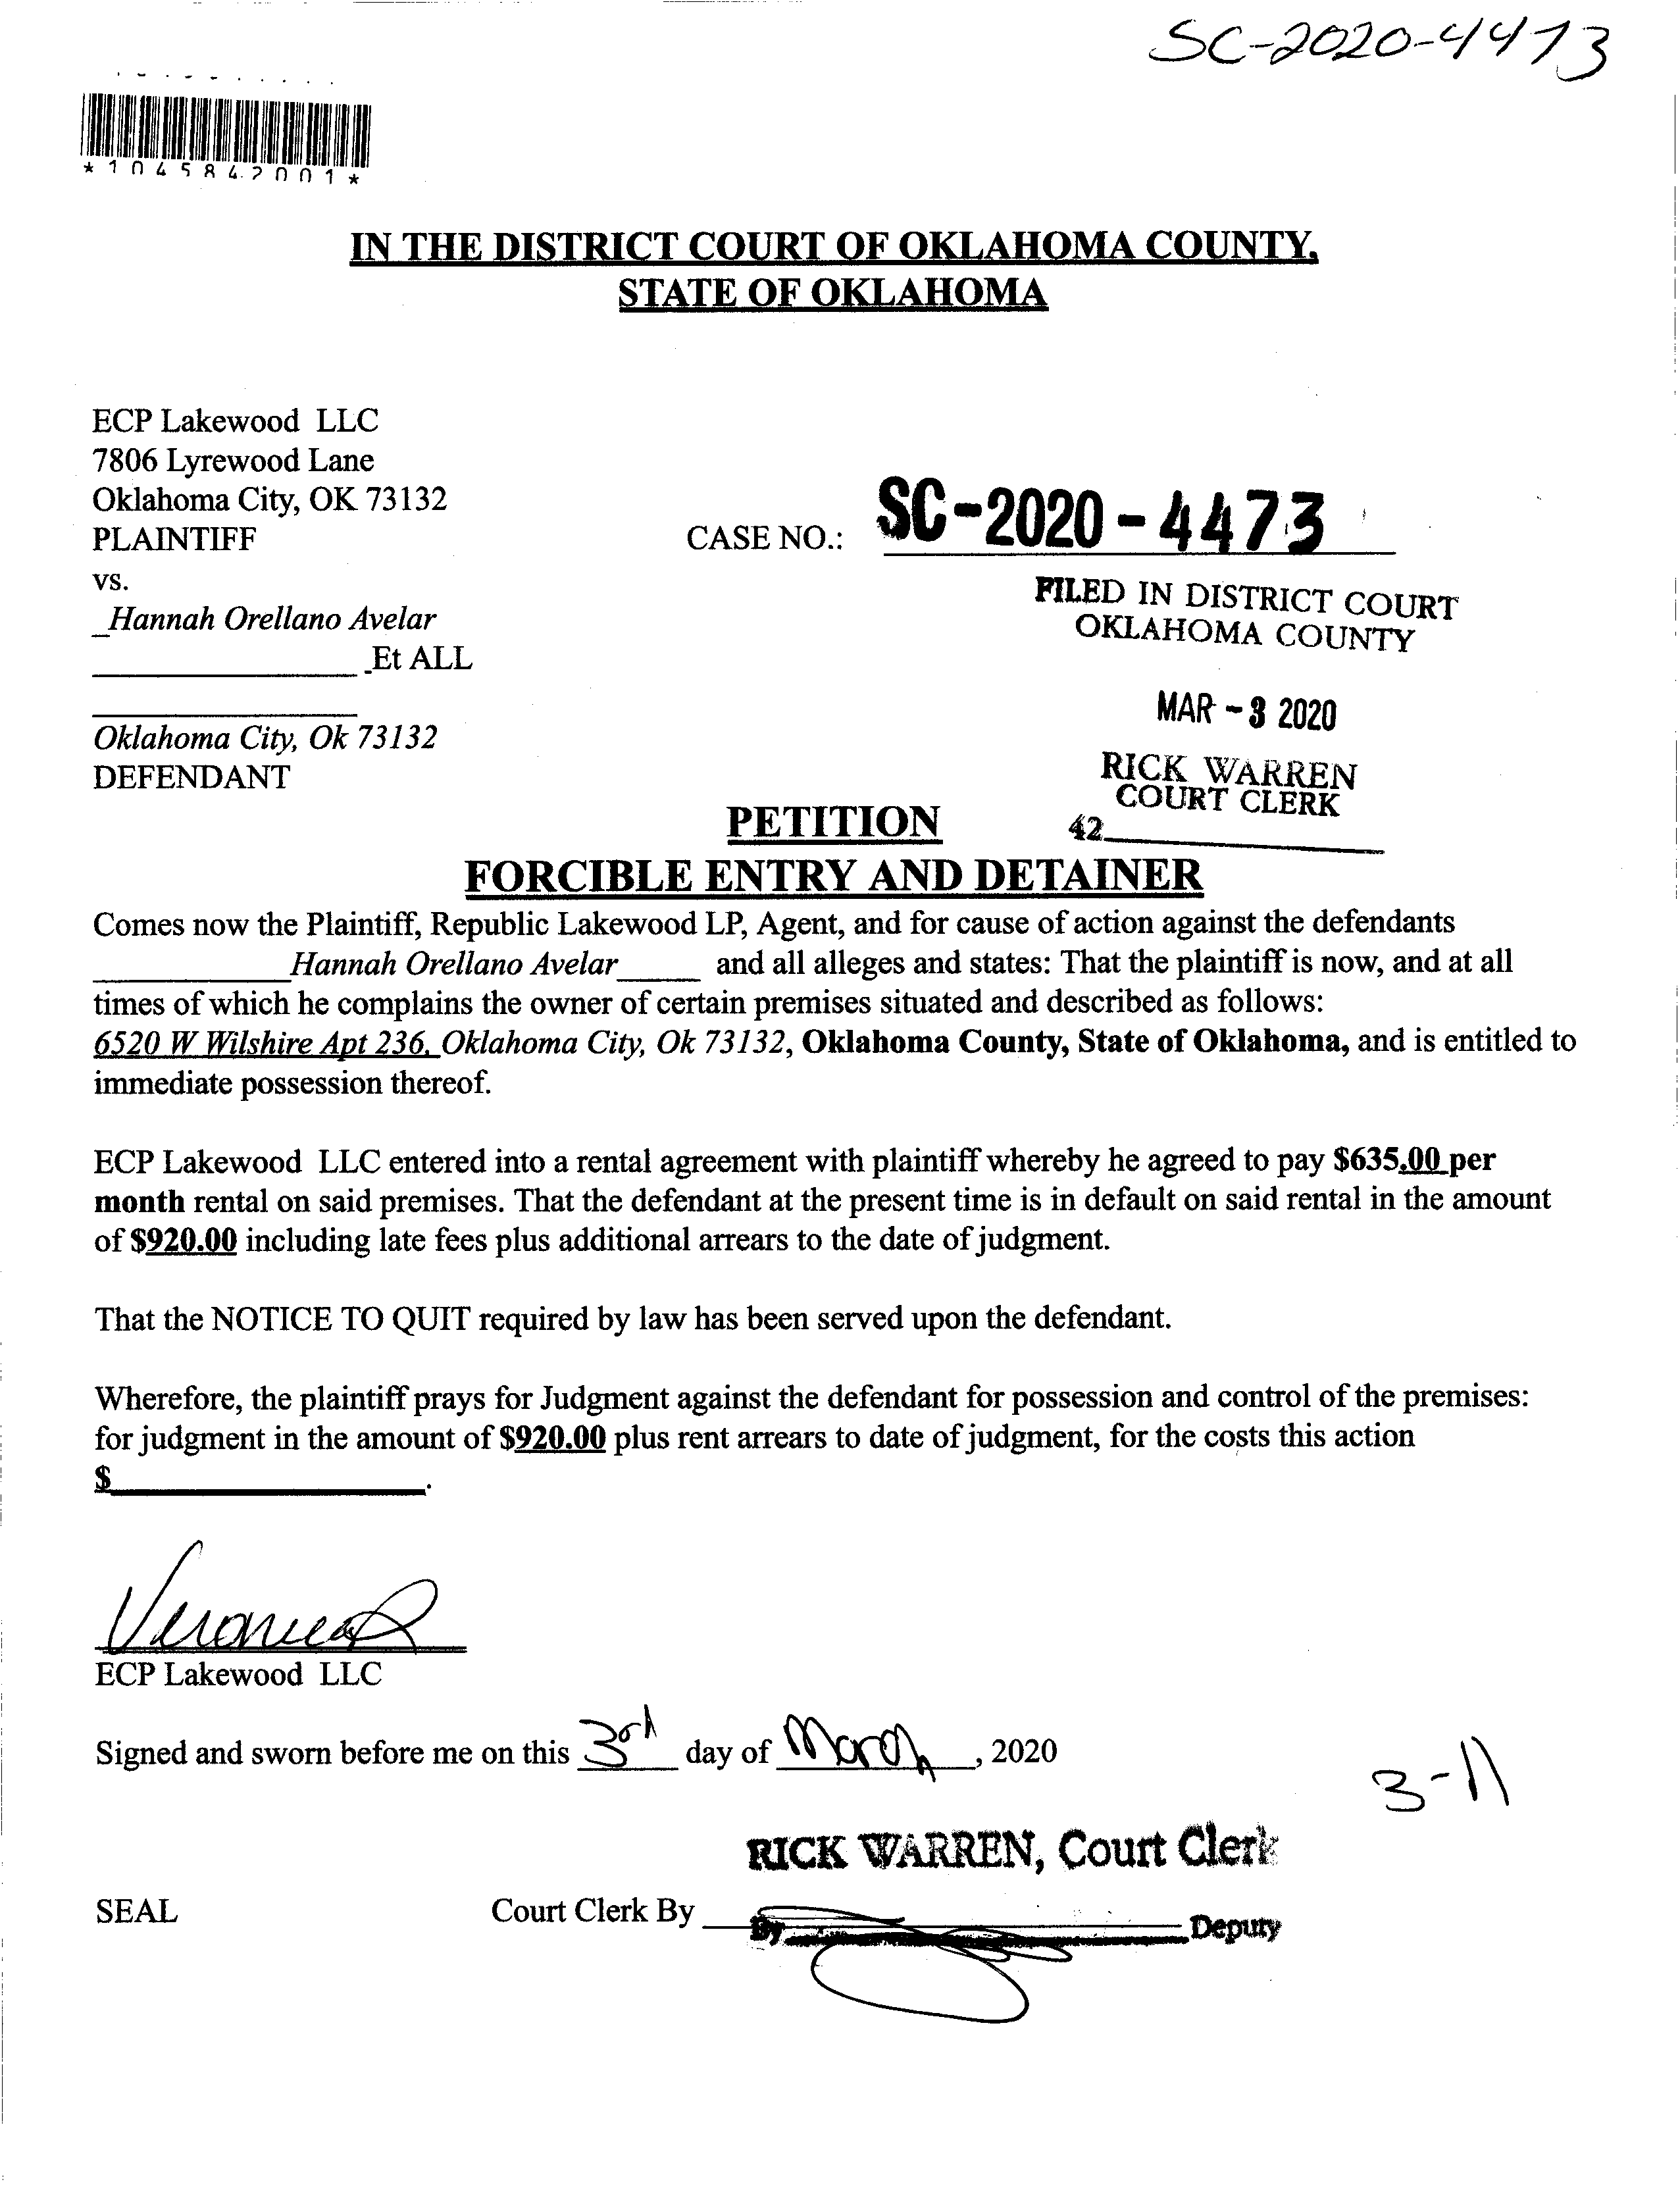 SC-2020-4473
*1045842001*
IN THE DISTRICT COURT OF OKLAHOMA COUNTY,
STATE OF OKLAHOMA
ECP Lakewood LLC
7806 Lyrewood Lane
Oklahoma City, OK 73132
PLAINTIFF
CASE NO.: SC-2020-4473
vs.
_Hannah Orellano Avelar
_Et ALL
Oklahoma City, Ok 73132
DEFENDANT
FILED IN DISTRICT COURT
OKLAHOMA COUNTY
MAR -3 2020
RICK WARREN
COURT CLERK
42
PETITION
FORCIBLE ENTRY AND DETAINER
Comes now the Plaintiff, Republic Lakewood LP, Agent, and for cause of action against the defendants
Hannah Orellano Avelar and all alleges and states: That the plaintiff is now, and at all
times of which he complains the owner of certain premises situated and described as follows:
6520 W Wilshire Apt 236, Oklahoma City, Ok 73132, Oklahoma County, State of Oklahoma, and is entitled to
immediate possession thereof.
ECP Lakewood LLC entered into a rental agreement with plaintiff whereby he agreed to pay $635.00 per
month rental on said premises. That the defendant at the present time is in default on said rental in the amount
of $920.00 including late fees plus additional arrears to the date of judgment.
That the NOTICE TO QUIT required by law has been served upon the defendant.
Wherefore, the plaintiff prays for Judgment against the defendant for possession and control of the premises:
for judgment in the amount of $920.00 plus rent arrears to date of judgment, for the costs this action
$ .
Veronica R
ECP Lakewood LLC
Signed and sworn before me on this 3rd day of March, 2020
3-11
RICK WARREN, Court Clerk
SEAL
Court Clerk By
By Deputy